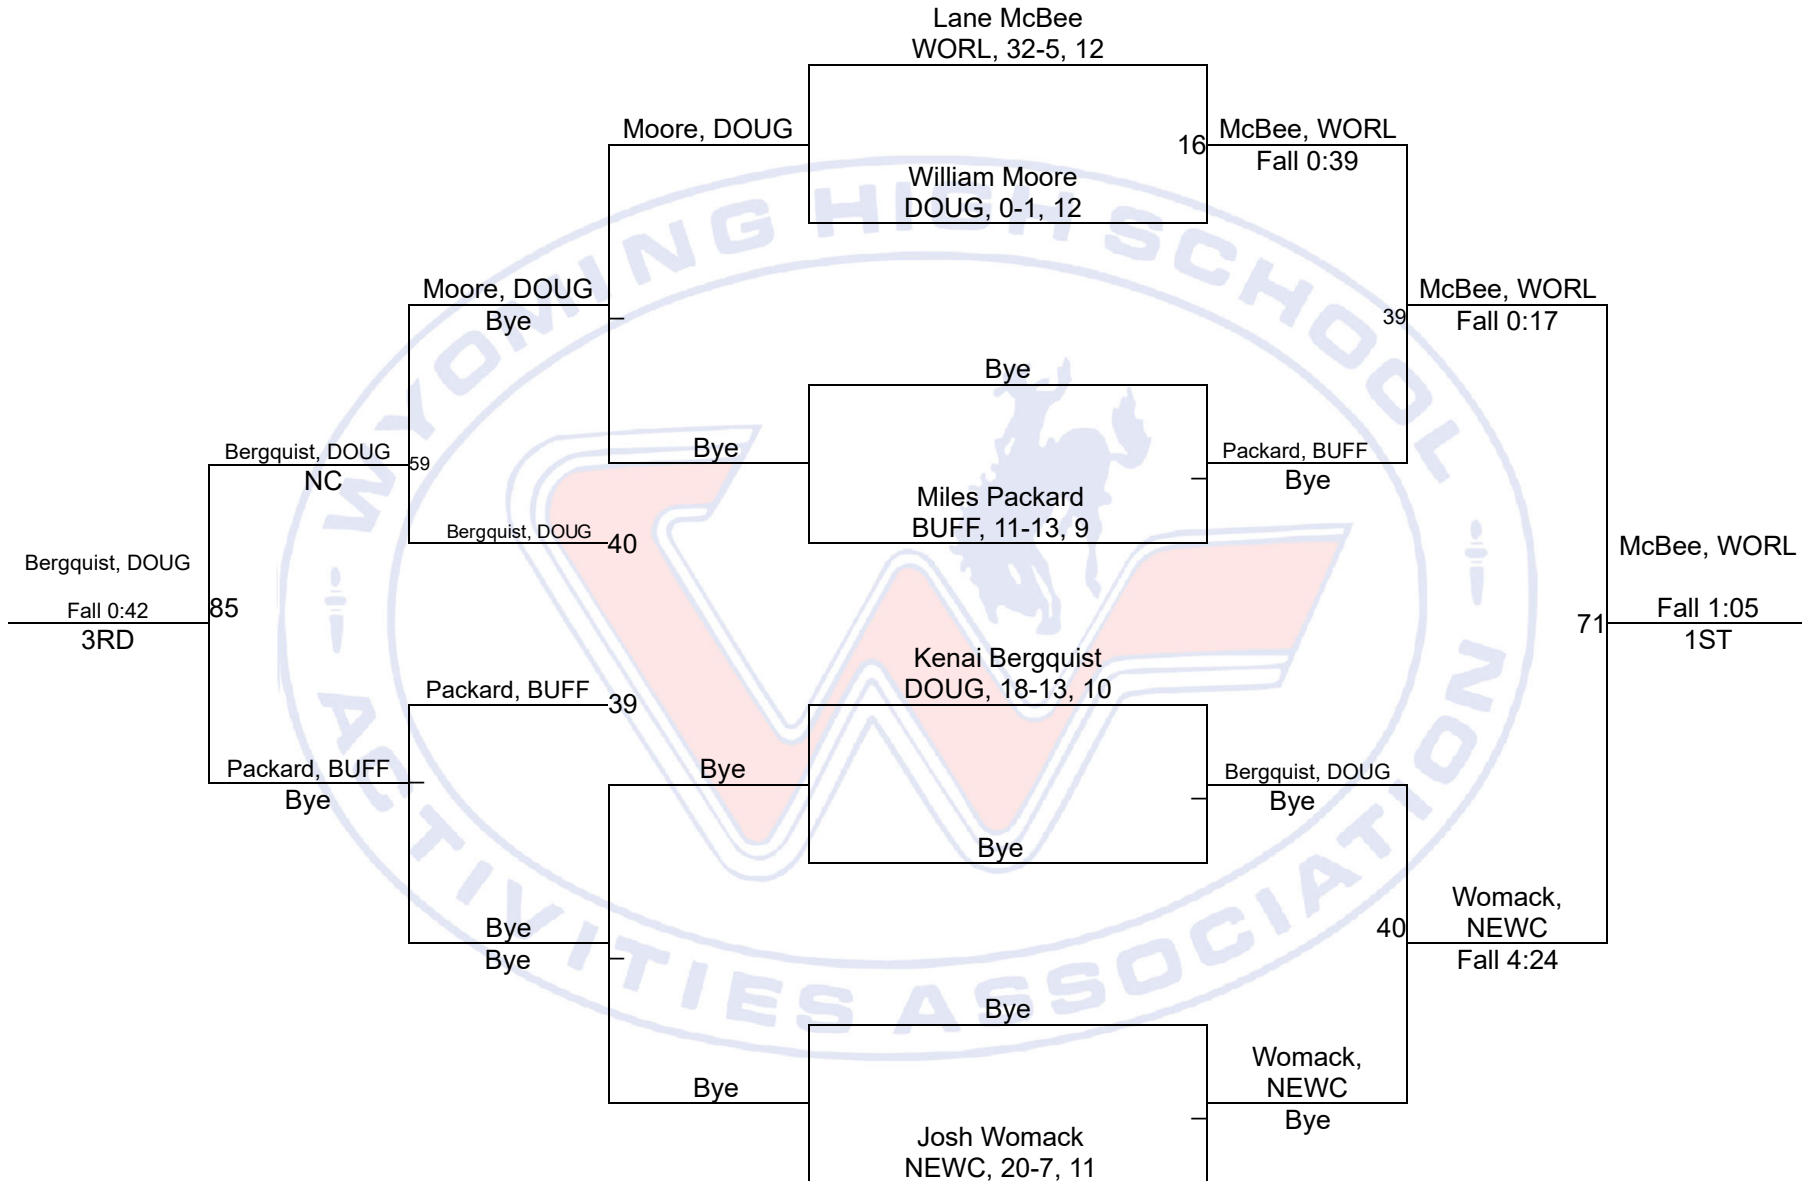 Lane McBee
WORL, 32-5, 12
Moore, DOUG
16
McBee, WORL
Fall 0:39
William Moore
DOUG, 0-1, 12
Moore, DOUG
Bye
39
McBee, WORL
Fall 0:17
Bye
Bergquist, DOUG
NC
59
Bye
Packard, BUFF
Bye
Miles Packard
BUFF, 11-13, 9
Bergquist, DOUG
40
Bergquist, DOUG
Fall 0:42
3RD
85
McBee, WORL
71
Fall 1:05
1ST
Kenai Bergquist
DOUG, 18-13, 10
Packard, BUFF
39
Packard, BUFF
Bye
Bye
Bergquist, DOUG
Bye
Bye
Bye
Bye
40
Womack,
NEWC
Fall 4:24
Bye
Bye
Womack,
NEWC
Bye
Josh Womack
NEWC, 20-7, 11
WYOMING HIGH SCHOOL
ACTIVITIES ASSOCIATION